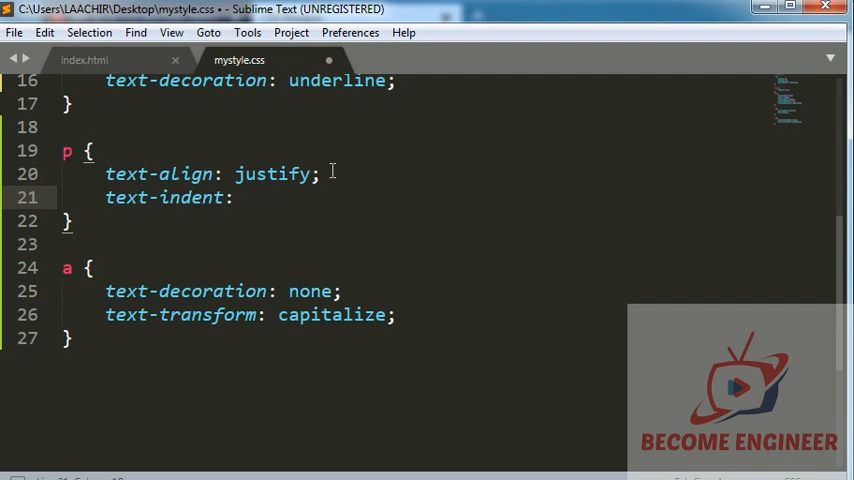 C:\Users\LAACHIR\Desktop\mystyle.css • - Sublime Text (UNREGISTERED)
File Edit Selection Find View Goto Tools Project Preferences Help
index.html mystyle.css
16 text-decoration: underline;
17 }
18
19 p {
20 text-align: justify;
21 text-indent:
22 }
23
24 a {
25 text-decoration: none;
26 text-transform: capitalize;
27 }
BECOME ENGINEER